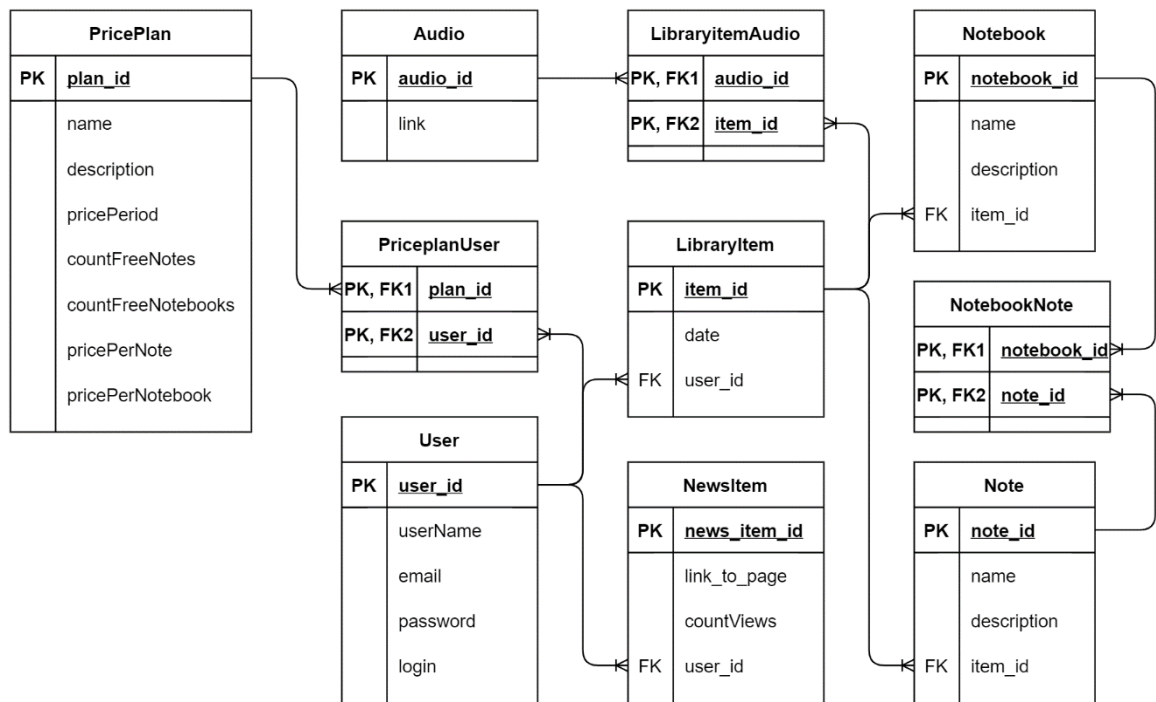 PricePlan
PK plan_id
name
description
pricePeriod
countFreeNotes
countFreeNotebooks
pricePerNote
pricePerNotebook
Audio
PK audio_id
link
PriceplanUser
PK, FK1 plan_id
PK, FK2 user_id
User
PK user_id
userName
email
password
login
LibraryitemAudio
PK, FK1 audio_id
PK, FK2 item_id
LibraryItem
PK item_id
date
FK user_id
NewsItem
PK news_item_id
link_to_page
countViews
FK user_id
Notebook
PK notebook_id
name
description
FK item_id
NotebookNote
PK, FK1 notebook_id
PK, FK2 note_id
Note
PK note_id
name
description
FK item_id